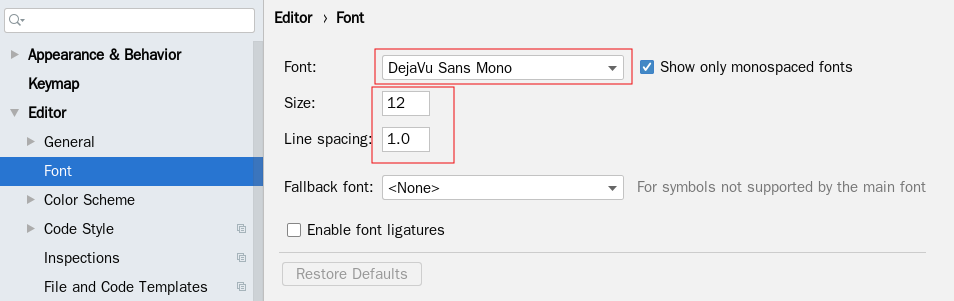 Appearance & Behavior
Keymap
Editor
General
Font
Color Scheme
Code Style
Inspections
File and Code Templates
Editor › Font
Font: DejaVu Sans Mono Show only monospaced fonts
Size: 12
Line spacing: 1.0
Fallback font: <None> For symbols not supported by the main font
Enable font ligatures
Restore Defaults